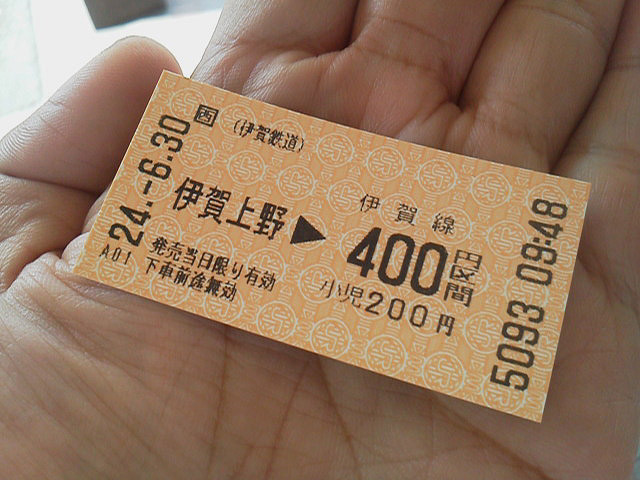 西 (伊賀鉄道)
24.-6.30
伊賀上野▶ 伊賀線 400円区間
小児200円
発売当日限り有効
下車前途無効
A01
5093 09:48